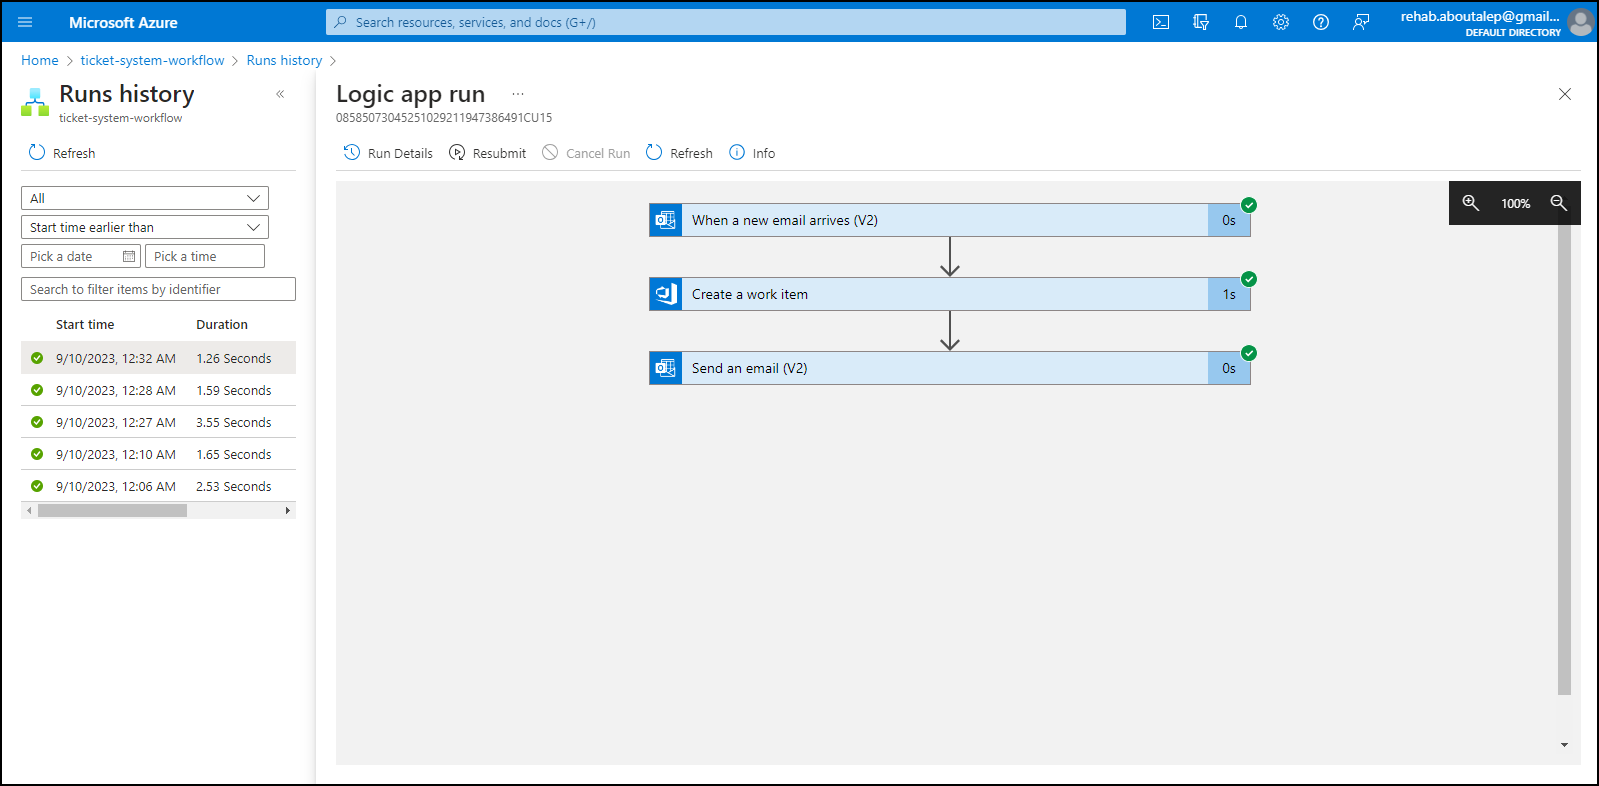 Microsoft Azure
Search resources, services, and docs (G+/)
rehab.aboutalep@gmail...
DEFAULT DIRECTORY
Home > ticket-system-workflow > Runs history >
Runs history
«
ticket-system-workflow
Refresh
All
Start time earlier than
Pick a date
Pick a time
Search to filter items by identifier
Start time Duration
9/10/2023, 12:32 AM 1.26 Seconds
9/10/2023, 12:28 AM 1.59 Seconds
9/10/2023, 12:27 AM 3.55 Seconds
9/10/2023, 12:10 AM 1.65 Seconds
9/10/2023, 12:06 AM 2.53 Seconds
Logic app run ...
08585073045251029211947386491CU15
Run Details Resubmit Cancel Run Refresh Info
100%
When a new email arrives (V2) 0s
Create a work item 1s
Send an email (V2) 0s